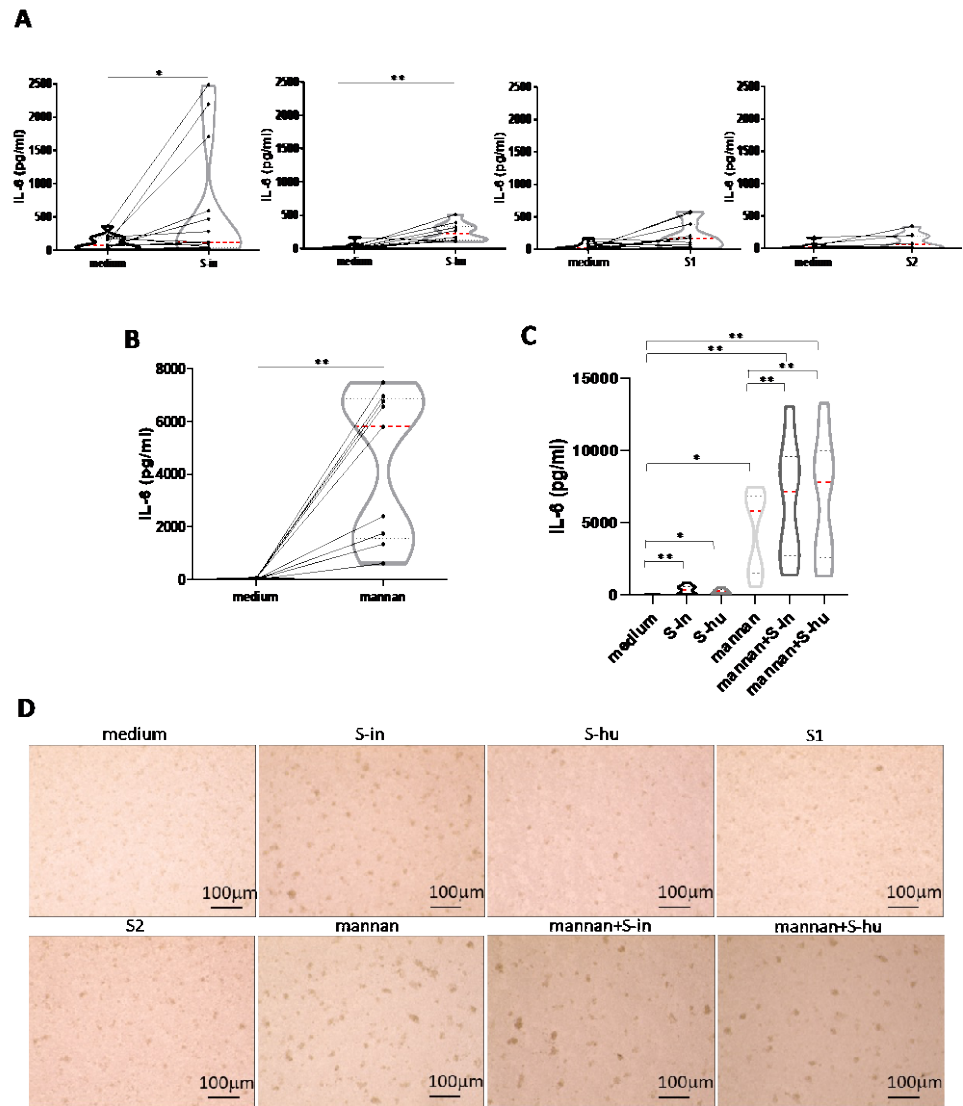 A
* ** 
2500 2500 2500 2500
2000 2000 2000 2000
1500 1500 1500 1500
1000 1000 1000 1000
500 500 500 500
0 0 0 0
IL-6 (pg/ml) IL-6 (pg/ml) IL-6 (pg/ml) IL-6 (pg/ml)
medium S-in medium S-in medium S1 medium S2
B
**
8000
6000
4000
2000
0
IL-6 (pg/ml)
medium mannan
C
**
**
**
**
*
*
**
15000
10000
5000
0
IL-6 (pg/ml)
medium S-in S-hu mannan mannan+S-in mannan+S-hu
D
medium S-in S-hu S1
100μm 100μm 100μm 100μm
S2 mannan mannan+S-in mannan+S-hu
100μm 100μm 100μm 100μm